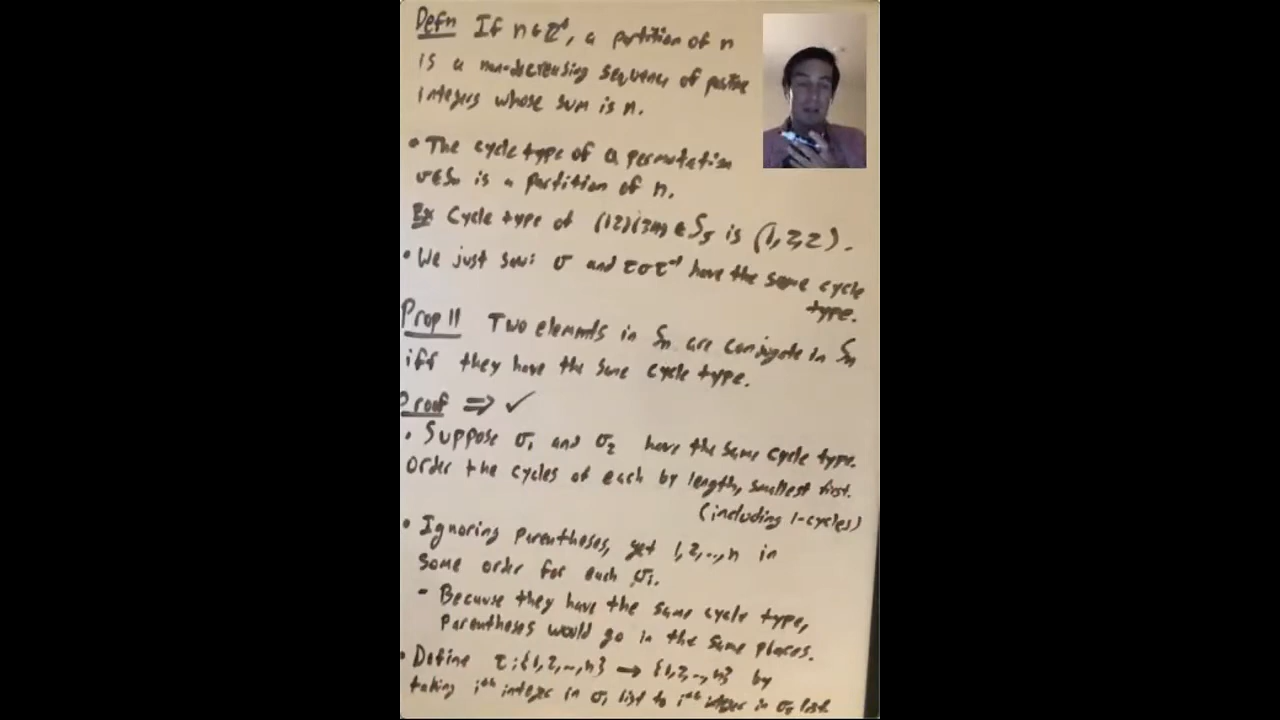 Defn If n ∈ Z⁺, a partition of n
is a non-decreasing sequence of positive
integers whose sum is n.
• The cycle type of a permutation
σ∈Sn is a partition of n.
Ex Cycle type of (12)(34) ∈ S₅ is (1,2,2).
• We just saw: σ and τστ⁻¹ have the same cycle
type.
Prop 11 Two elements in Sn are conjugate in Sn
iff they have the same cycle type.
Proof ⇒ ✓
• Suppose σ₁ and σ₂ have the same cycle type.
Order the cycles of each by length, smallest first.
(including 1-cycles)
• Ignoring parentheses, get 1,2,...,n in
some order for each σᵢ.
- Because they have the same cycle type,
parentheses would go in the same places.
• Define τ:{1,2,...,n} → {1,2,...,n} by
taking iᵗʰ integer in σ₁ list to iᵗʰ integer in σ₂ list